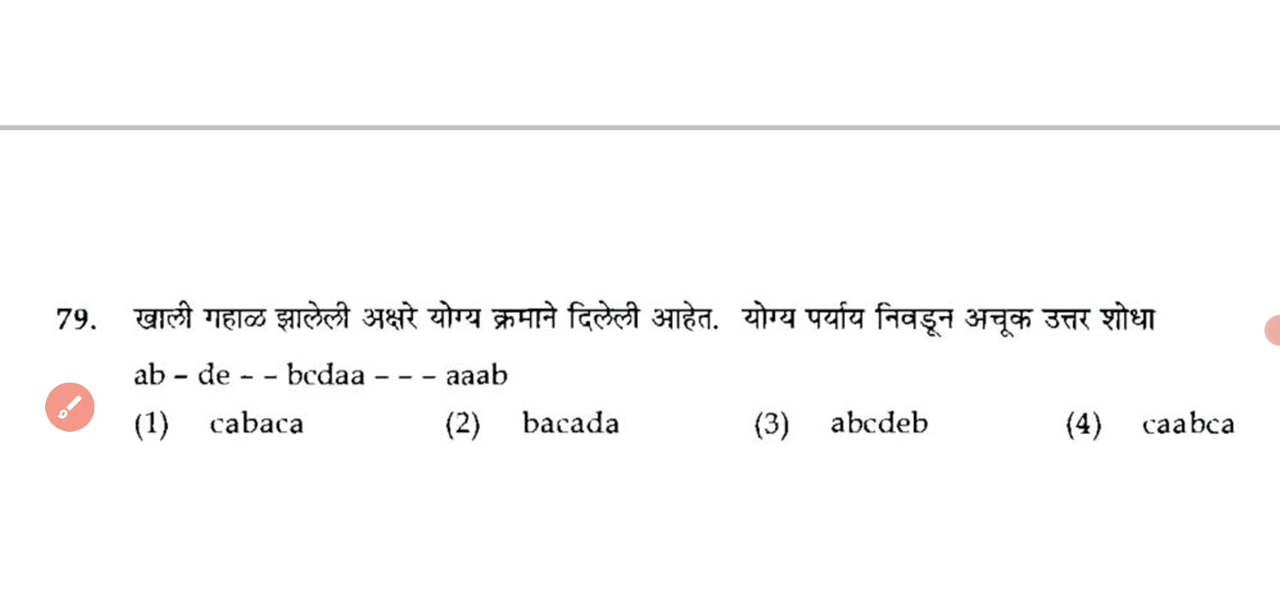 79. खाली गहाळ झालेली अक्षरे योग्य क्रमाने दिलेली आहेत. योग्य पर्याय निवडून अचूक उत्तर शोधा
ab – de – – bcdaa – – – aaab
(1) cabaca (2) bacada (3) abcdeb (4) caabca